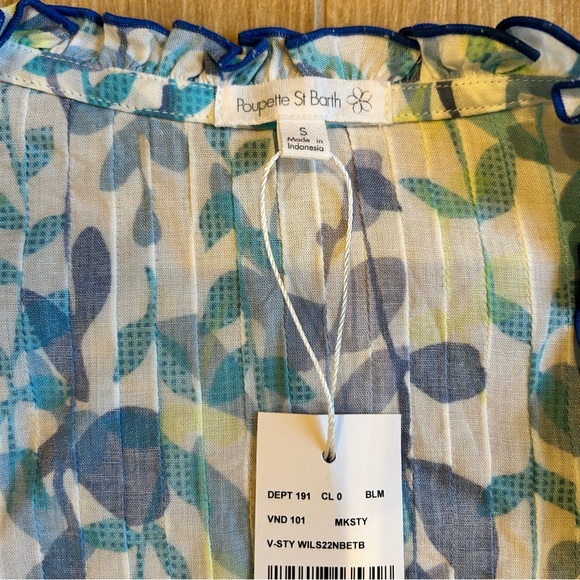 Poupette St Barth
S
Made in
Indonesia
DEPT 191 CL 0 BLM
VND 101 MKSTY
V-STY WILS22NBETB